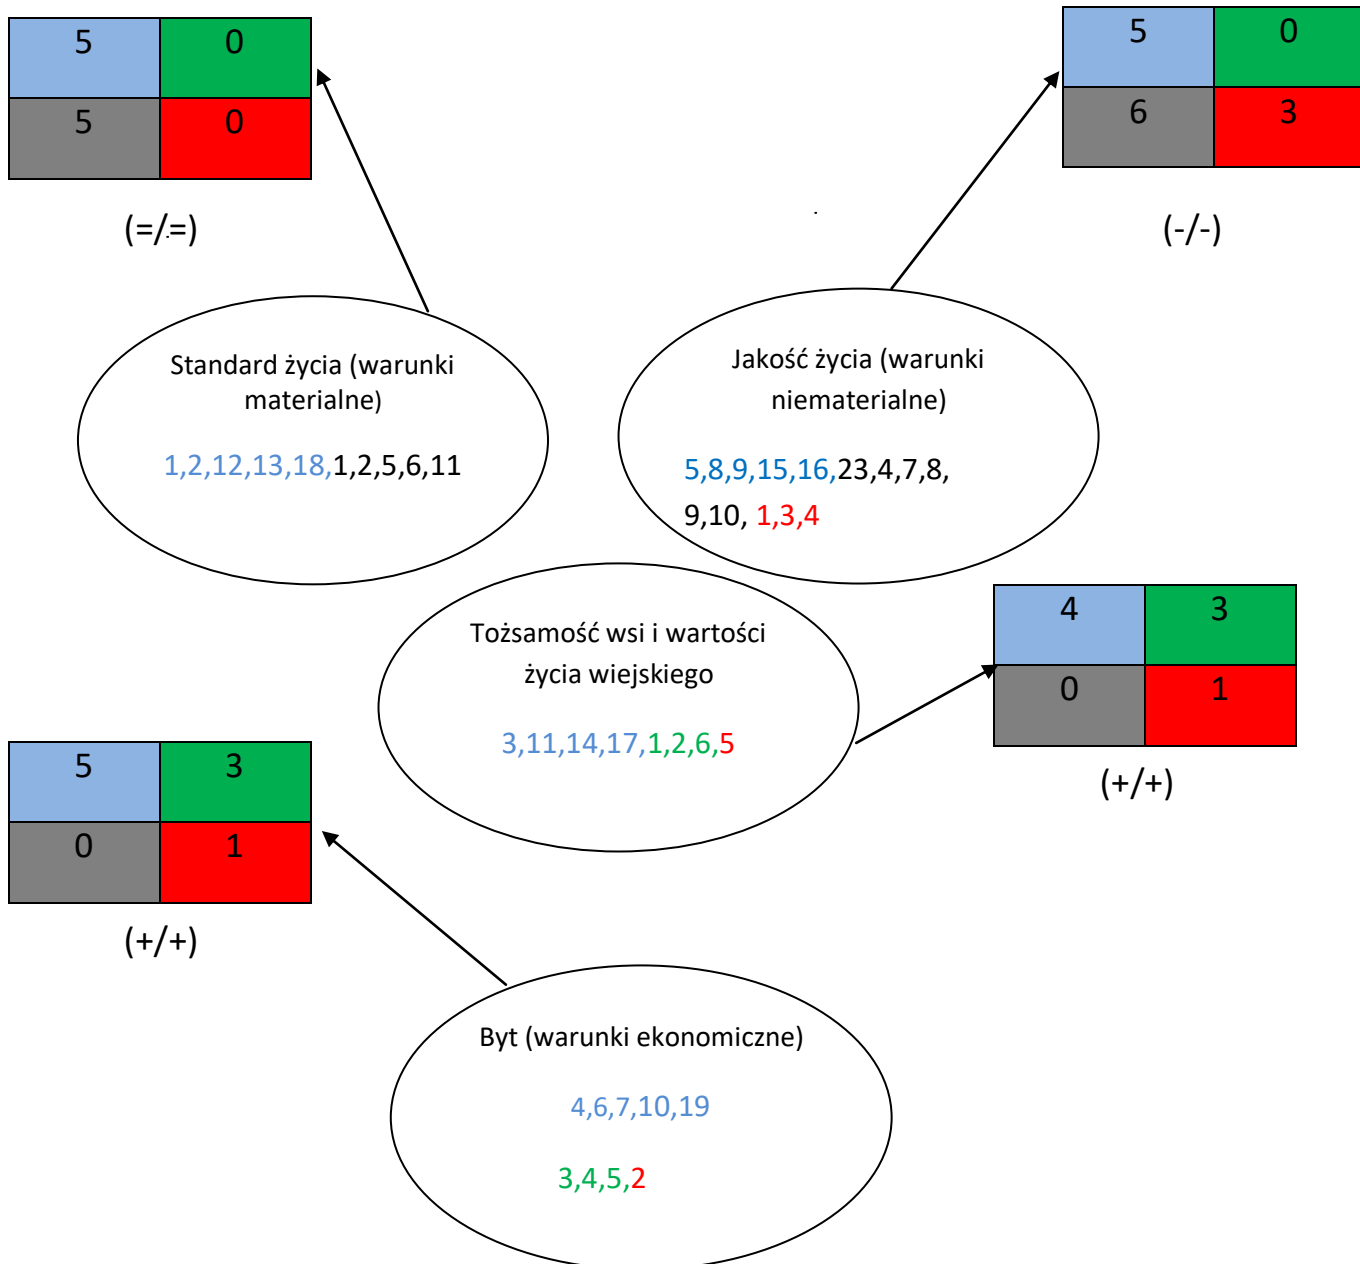 5 0
5 0
(=/=)
5 0
6 3
(-/-)
Standard życia (warunki
materialne)
1,2,12,13,18,1,2,5,6,11
Jakość życia (warunki
niematerialne)
5,8,9,15,16,23,4,7,8,
9,10, 1,3,4
Tożsamość wsi i wartości
życia wiejskiego
3,11,14,17,1,2,6,5
4 3
0 1
(+/+)
5 3
0 1
(+/+)
Byt (warunki ekonomiczne)
4,6,7,10,19
3,4,5,2